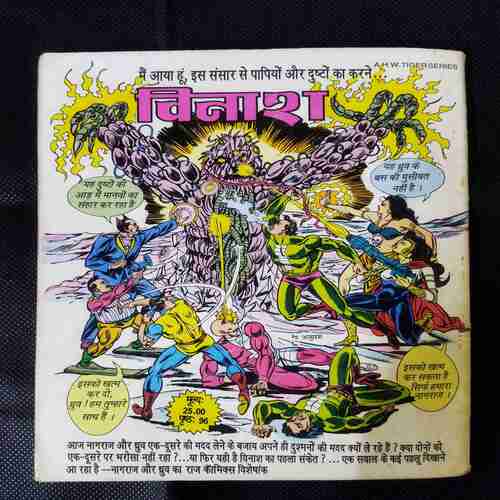 A.H.W. TIGER SERIES
मैं आया हूं, इस संसार से पापियों और दुष्टों का करने ...
विनाश
यह दुष्टों की
आड़ में मानवों का
संहार कर रहा है
यह ध्रुव के
बस की मुसीबत
नहीं है ।
इसको खत्म
कर दो,
ध्रुव ! हम तुम्हारे
साथ हैं ।
मूल्य:
25.00
पृष्ठ: 96
इसको खत्म
कर सकता है
सिर्फ हमारा
नागराज ।
आज नागराज और ध्रुव एक-दूसरे की मदद लेने के बजाय अपने ही दुश्मनों की मदद क्यों ले रहे हैं ? क्या दोनों को
एक-दूसरे पर भरोसा नहीं रहा ?...या फिर यही है विनाश का पहला संकेत ? ... एक सवाल के कई पहलू दिखाने
आ रहा है --नागराज और ध्रुव का राज कॉमिक्स विशेषांक